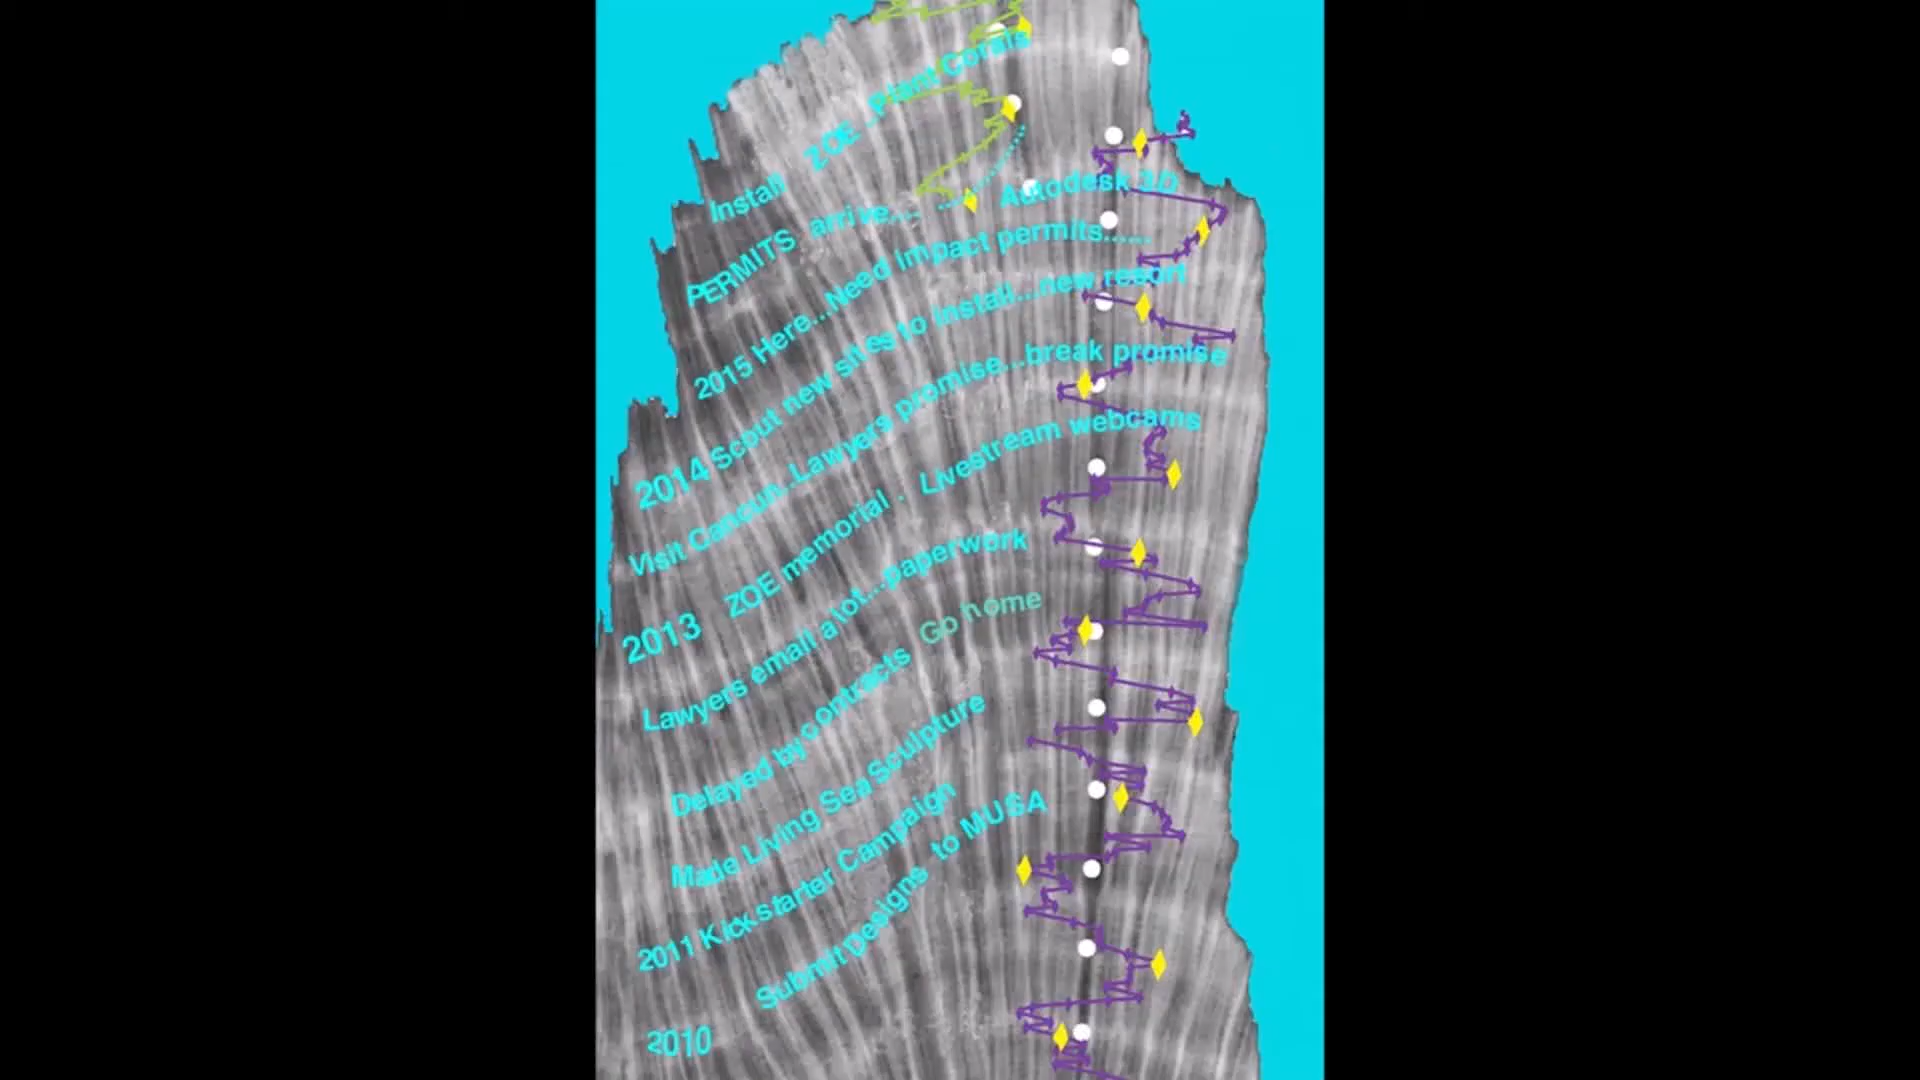 Install ZOE ..Plant Corals
PERMITS arrive.... ... Autodesk 3D
2015 Here...Need impact permits......
2014 Scout new sites to install...new resort
Visit Cancun..Lawyers promise...break promise
2013 ZOE memorial . Livestream webcams
Lawyers email a lot...paperwork
Delayed by contracts Go home
Made Living Sea Sculpture
2011 Kickstarter Campaign
Submit Designs to MUSA
2010